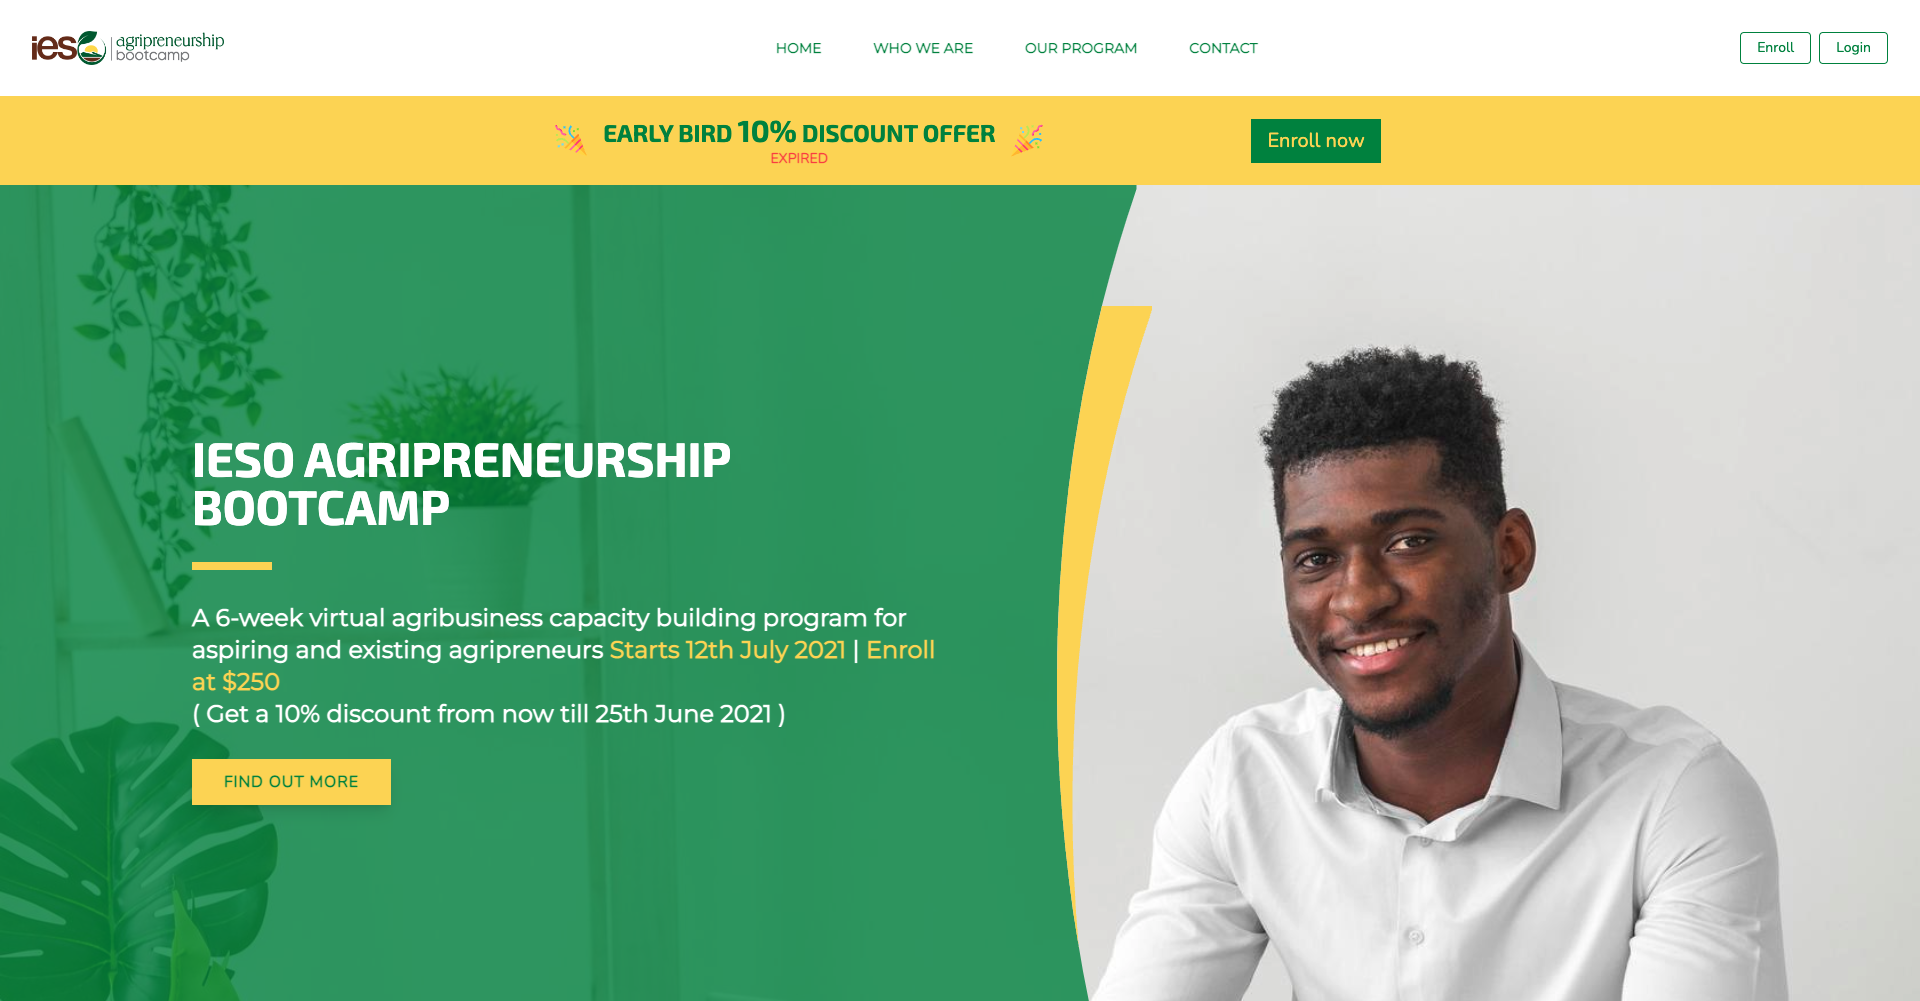 ieso agripreneurship
bootcamp
HOME WHO WE ARE OUR PROGRAM CONTACT
Enroll Login
EARLY BIRD 10% DISCOUNT OFFER
EXPIRED
Enroll now
IESO AGRIPRENEURSHIP
BOOTCAMP
A 6-week virtual agribusiness capacity building program for
aspiring and existing agripreneurs Starts 12th July 2021 | Enroll
at $250
( Get a 10% discount from now till 25th June 2021 )
FIND OUT MORE